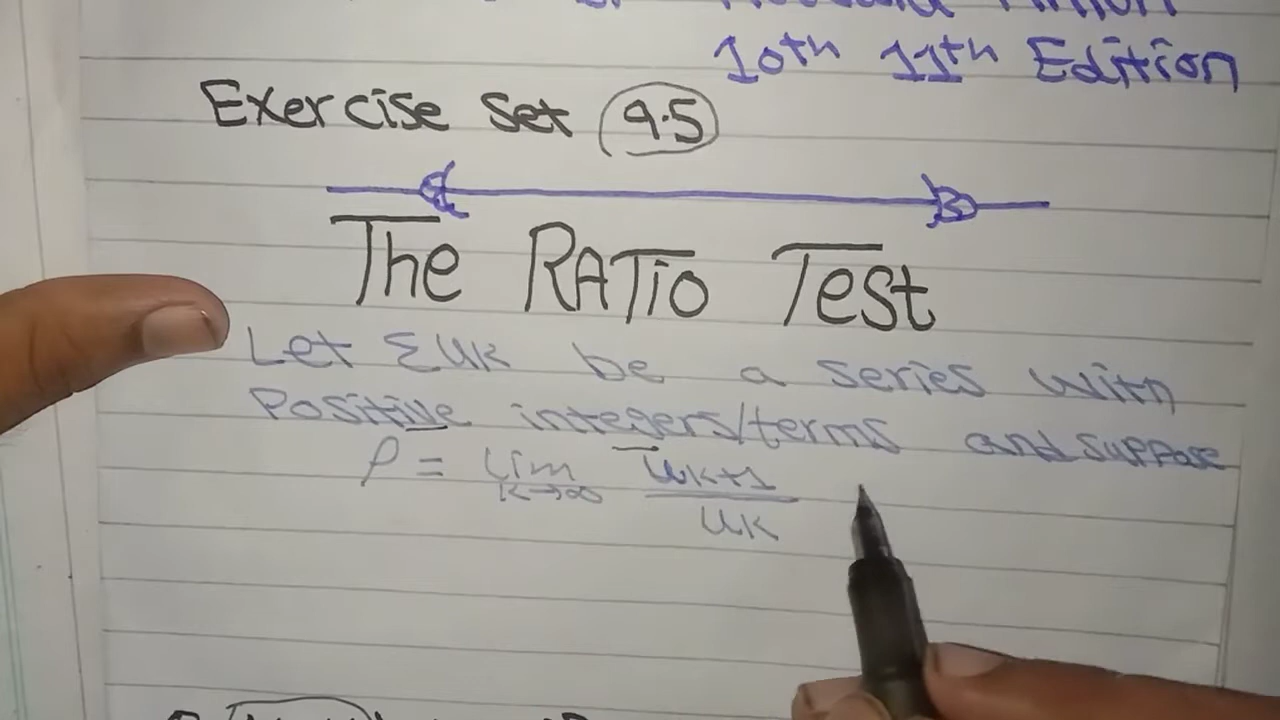 10th 11th Edition
Exercise Set 9.5
The RATio Test
Let Σuk be a series with
Positive integers/terms and suppose
ρ = lim uk+1
k→∞ uk